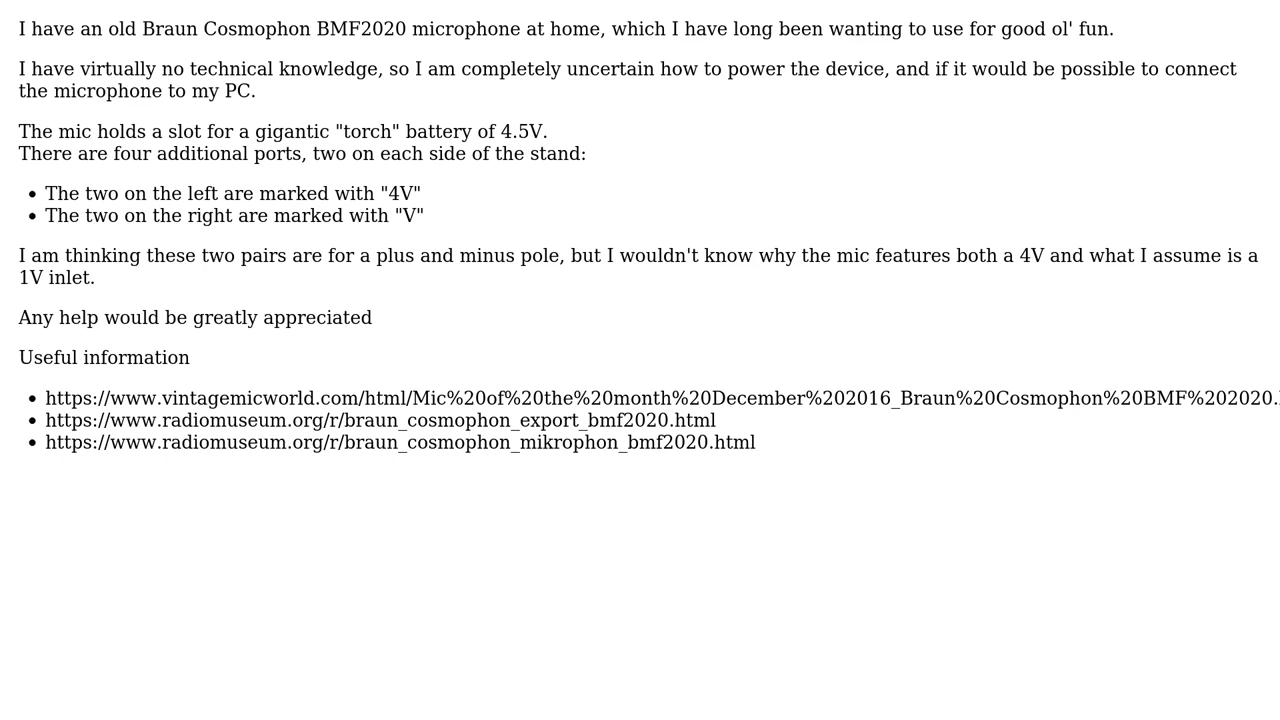 I have an old Braun Cosmophon BMF2020 microphone at home, which I have long been wanting to use for good ol' fun.
I have virtually no technical knowledge, so I am completely uncertain how to power the device, and if it would be possible to connect
the microphone to my PC.
The mic holds a slot for a gigantic "torch" battery of 4.5V.
There are four additional ports, two on each side of the stand:
• The two on the left are marked with "4V"
• The two on the right are marked with "V"
I am thinking these two pairs are for a plus and minus pole, but I wouldn't know why the mic features both a 4V and what I assume is a
1V inlet.
Any help would be greatly appreciated
Useful information
• https://www.vintagemicworld.com/html/Mic%20of%20the%20month%20December%202016_Braun%20Cosmophon%20BMF%202020.
• https://www.radiomuseum.org/r/braun_cosmophon_export_bmf2020.html
• https://www.radiomuseum.org/r/braun_cosmophon_mikrophon_bmf2020.html